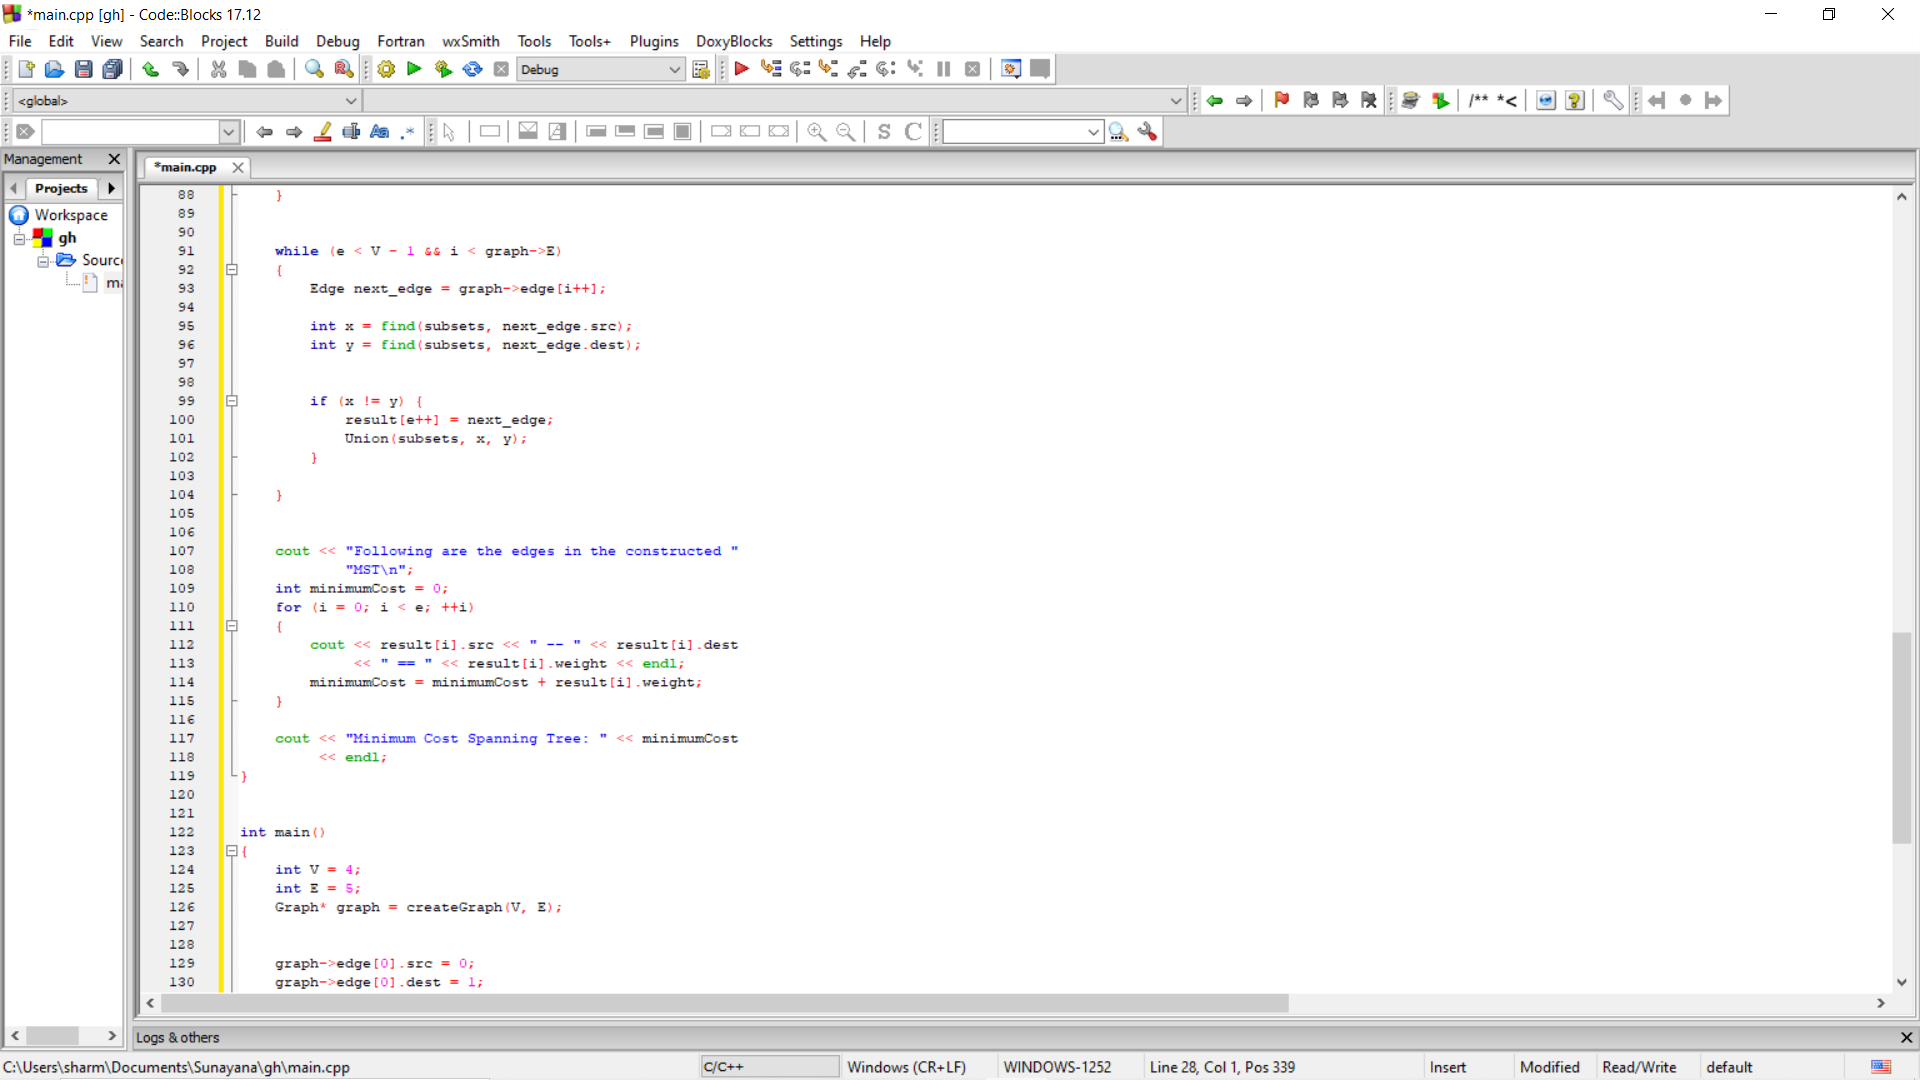 *main.cpp [gh] - Code::Blocks 17.12
File Edit View Search Project Build Debug Fortran wxSmith Tools Tools+ Plugins DoxyBlocks Settings Help
Debug
<global>
/** *<
Aa .*
S C
Management
*main.cpp
Projects
Workspace
gh
Sourc
ma
88 }
89
90
91 while (e < V - 1 && i < graph->E)
92 {
93 Edge next_edge = graph->edge[i++];
94
95 int x = find(subsets, next_edge.src);
96 int y = find(subsets, next_edge.dest);
97
98
99 if (x != y) {
100 result[e++] = next_edge;
101 Union(subsets, x, y);
102 }
103
104 }
105
106
107 cout << "Following are the edges in the constructed "
108 "MST\n";
109 int minimumCost = 0;
110 for (i = 0; i < e; ++i)
111 {
112 cout << result[i].src << " -- " << result[i].dest
113 << " == " << result[i].weight << endl;
114 minimumCost = minimumCost + result[i].weight;
115 }
116
117 cout << "Minimum Cost Spanning Tree: " << minimumCost
118 << endl;
119 }
120
121
122 int main()
123 {
124 int V = 4;
125 int E = 5;
126 Graph* graph = createGraph(V, E);
127
128
129 graph->edge[0].src = 0;
130 graph->edge[0].dest = 1;
Logs & others
C:\Users\sharm\Documents\Sunayana\gh\main.cpp C/C++ Windows (CR+LF) WINDOWS-1252 Line 28, Col 1, Pos 339 Insert Modified Read/Write default